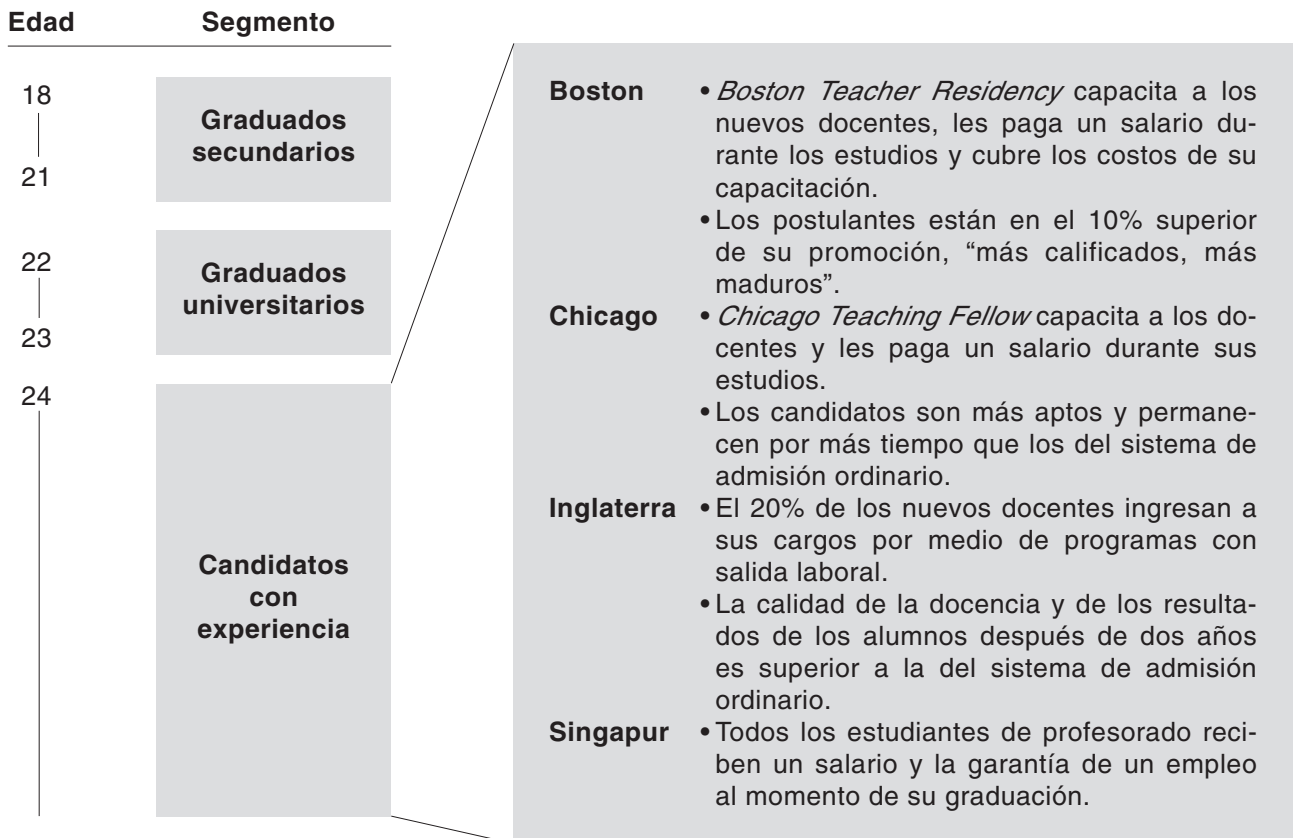 Edad Segmento
18
21
Graduados
secundarios
22
23
Graduados
universitarios
24
Candidatos
con
experiencia
Boston • Boston Teacher Residency capacita a los
nuevos docentes, les paga un salario du-
rante los estudios y cubre los costos de su
capacitación.
• Los postulantes están en el 10% superior
de su promoción, “más calificados, más
maduros”.
Chicago • Chicago Teaching Fellow capacita a los do-
centes y les paga un salario durante sus
estudios.
• Los candidatos son más aptos y permane-
cen por más tiempo que los del sistema de
admisión ordinario.
Inglaterra • El 20% de los nuevos docentes ingresan a
sus cargos por medio de programas con
salida laboral.
• La calidad de la docencia y de los resulta-
dos de los alumnos después de dos años
es superior a la del sistema de admisión
ordinario.
Singapur • Todos los estudiantes de profesorado reci-
ben un salario y la garantía de un empleo
al momento de su graduación.